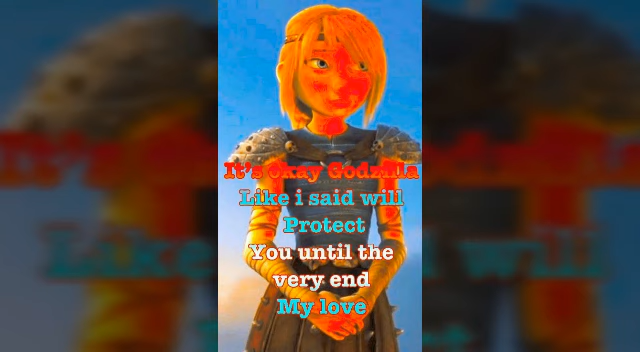 It's okay Godzilla
Like i said will
Protect
You until the
very end
My love